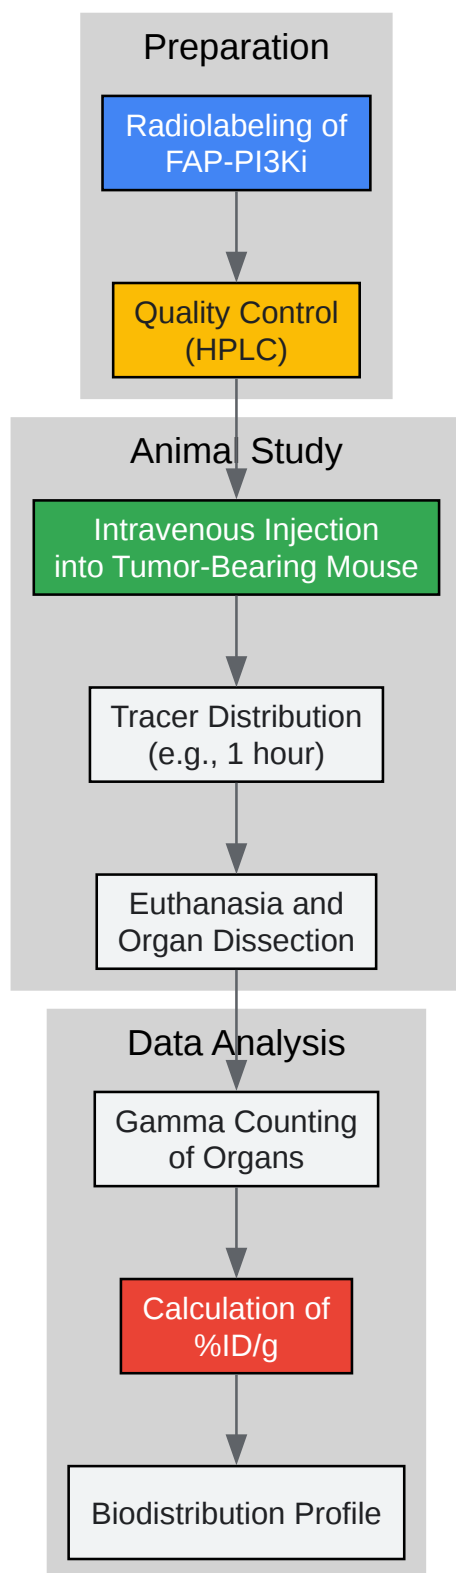 Preparation
Radiolabeling of
FAP-PI3Ki
Quality Control
(HPLC)
Animal Study
Intravenous Injection
into Tumor-Bearing Mouse
Tracer Distribution
(e.g., 1 hour)
Euthanasia and
Organ Dissection
Data Analysis
Gamma Counting
of Organs
Calculation of
%ID/g
Biodistribution Profile